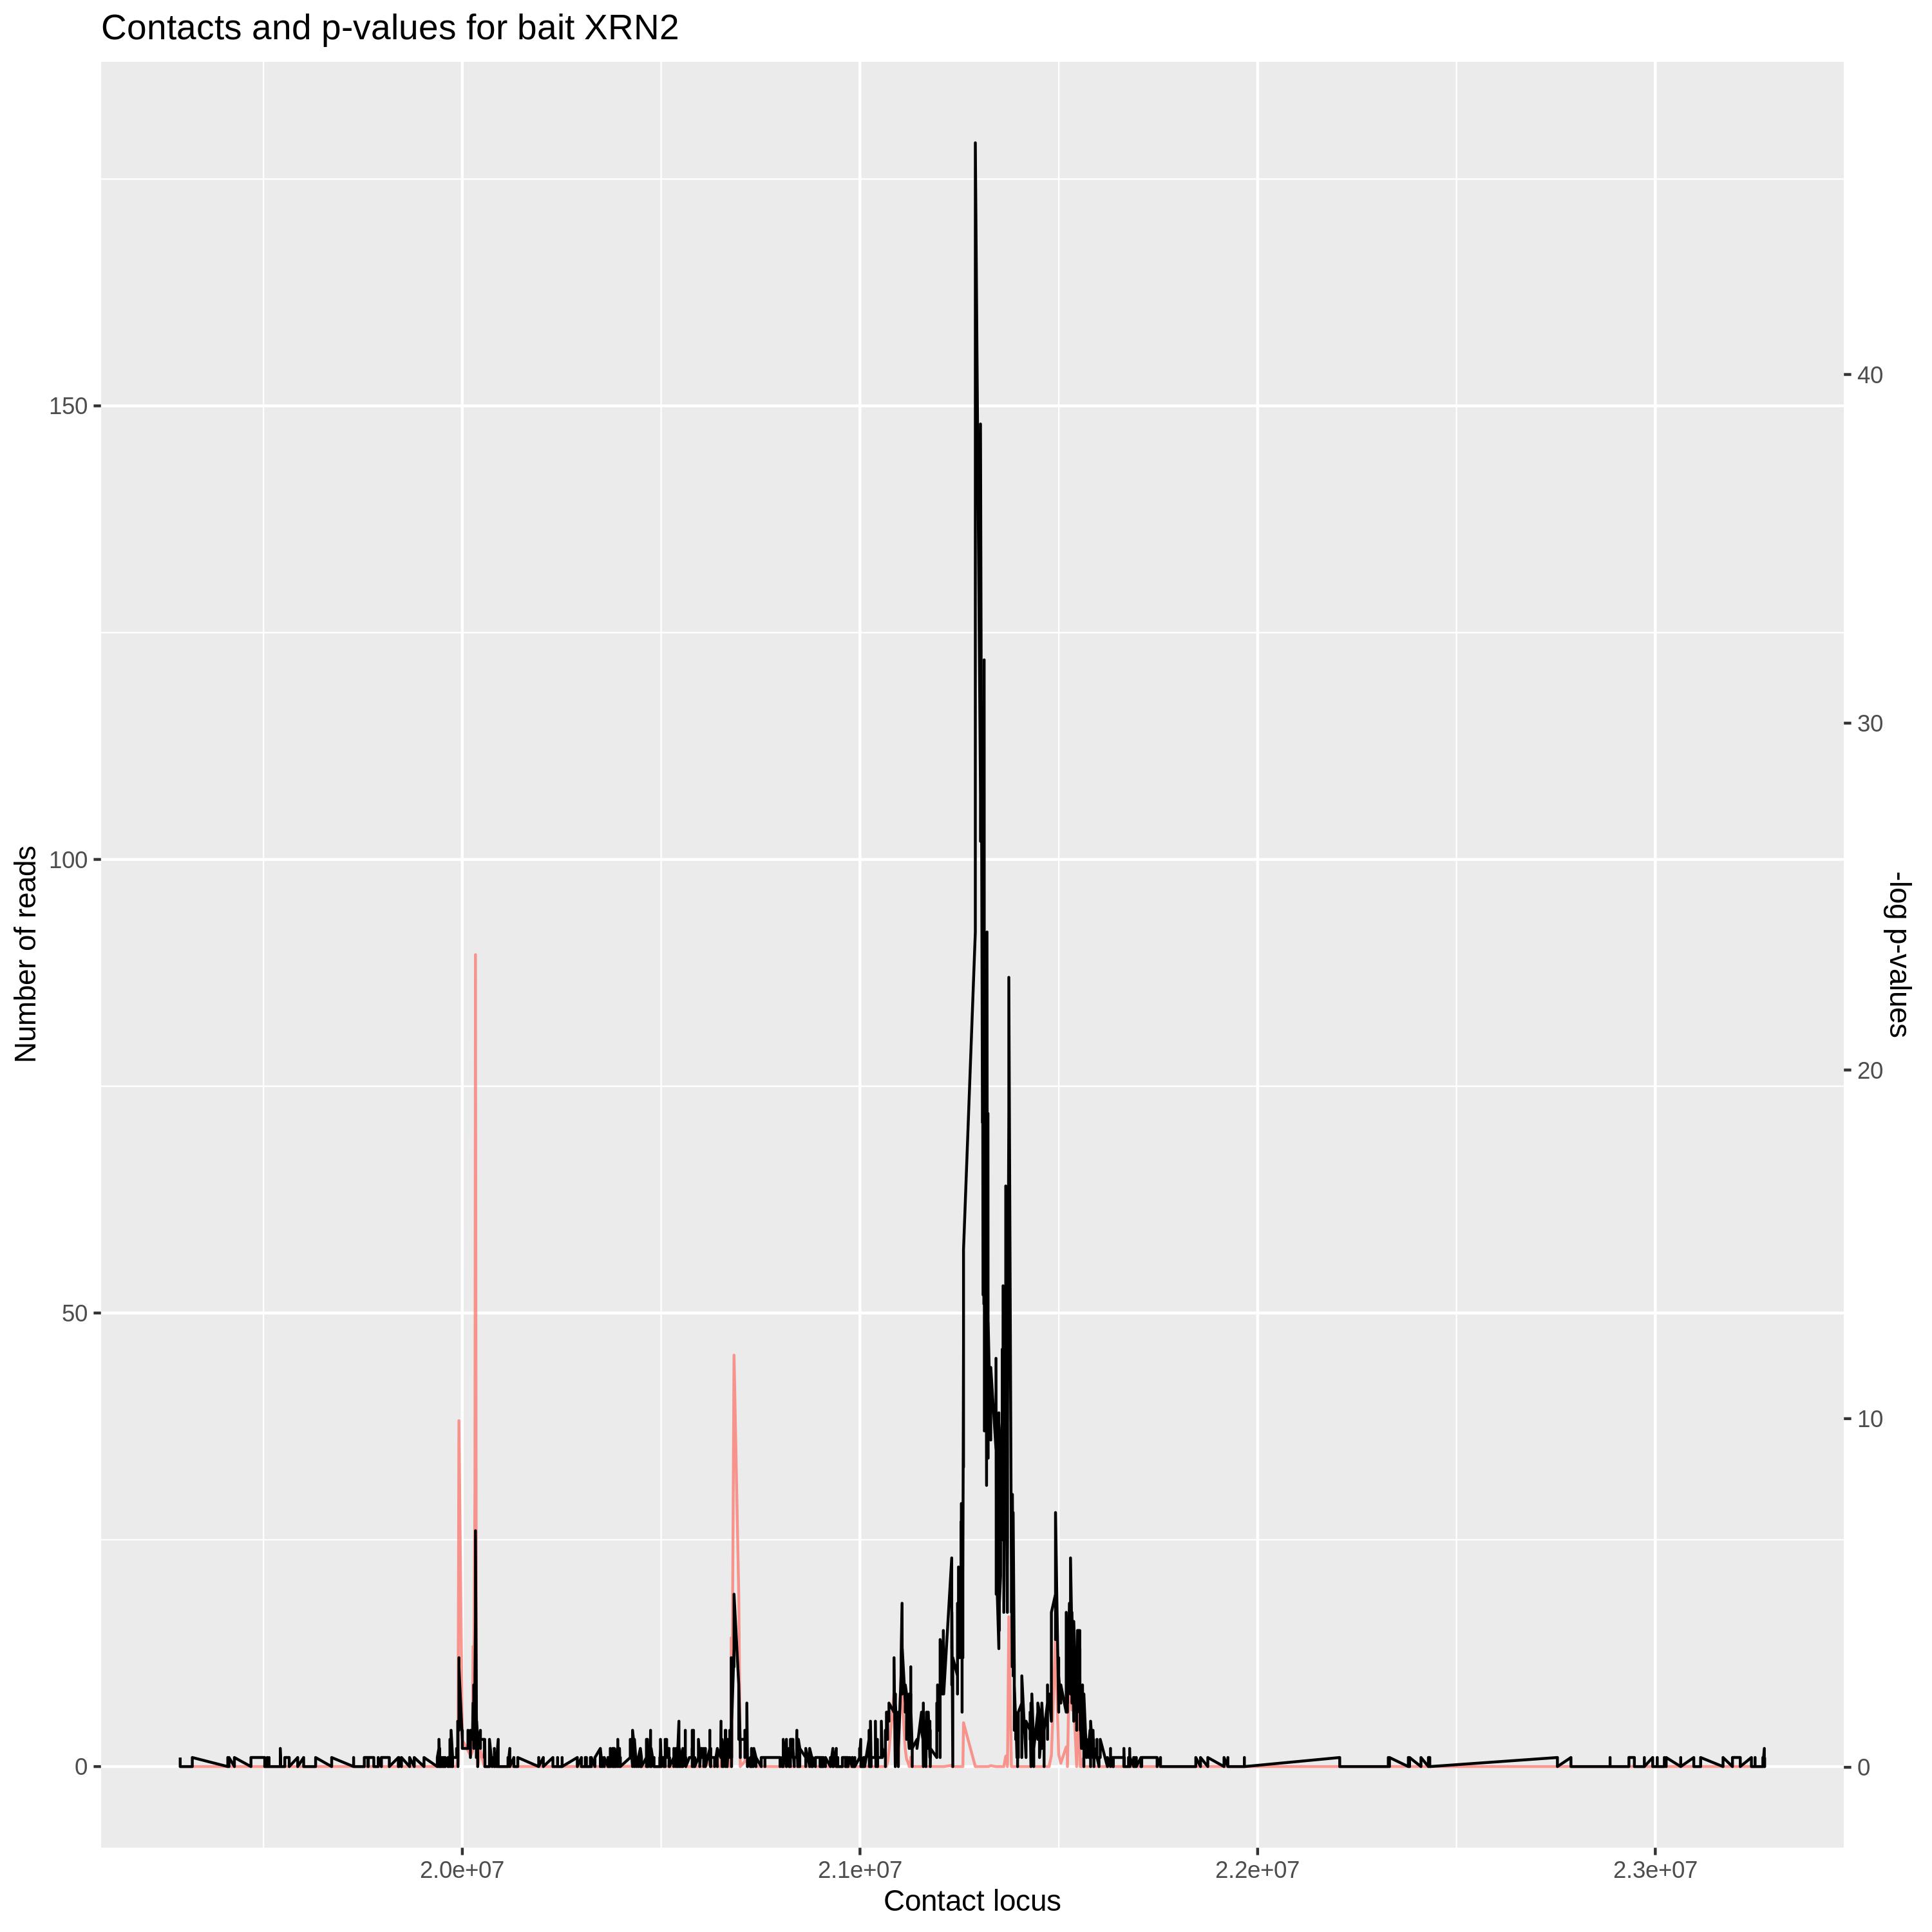 Contacts and p-values for bait XRN2
Number of reads
150
100
50
0
40
30
20
10
0
-log p-values
2.0e+07
2.1e+07
2.2e+07
2.3e+07
Contact locus